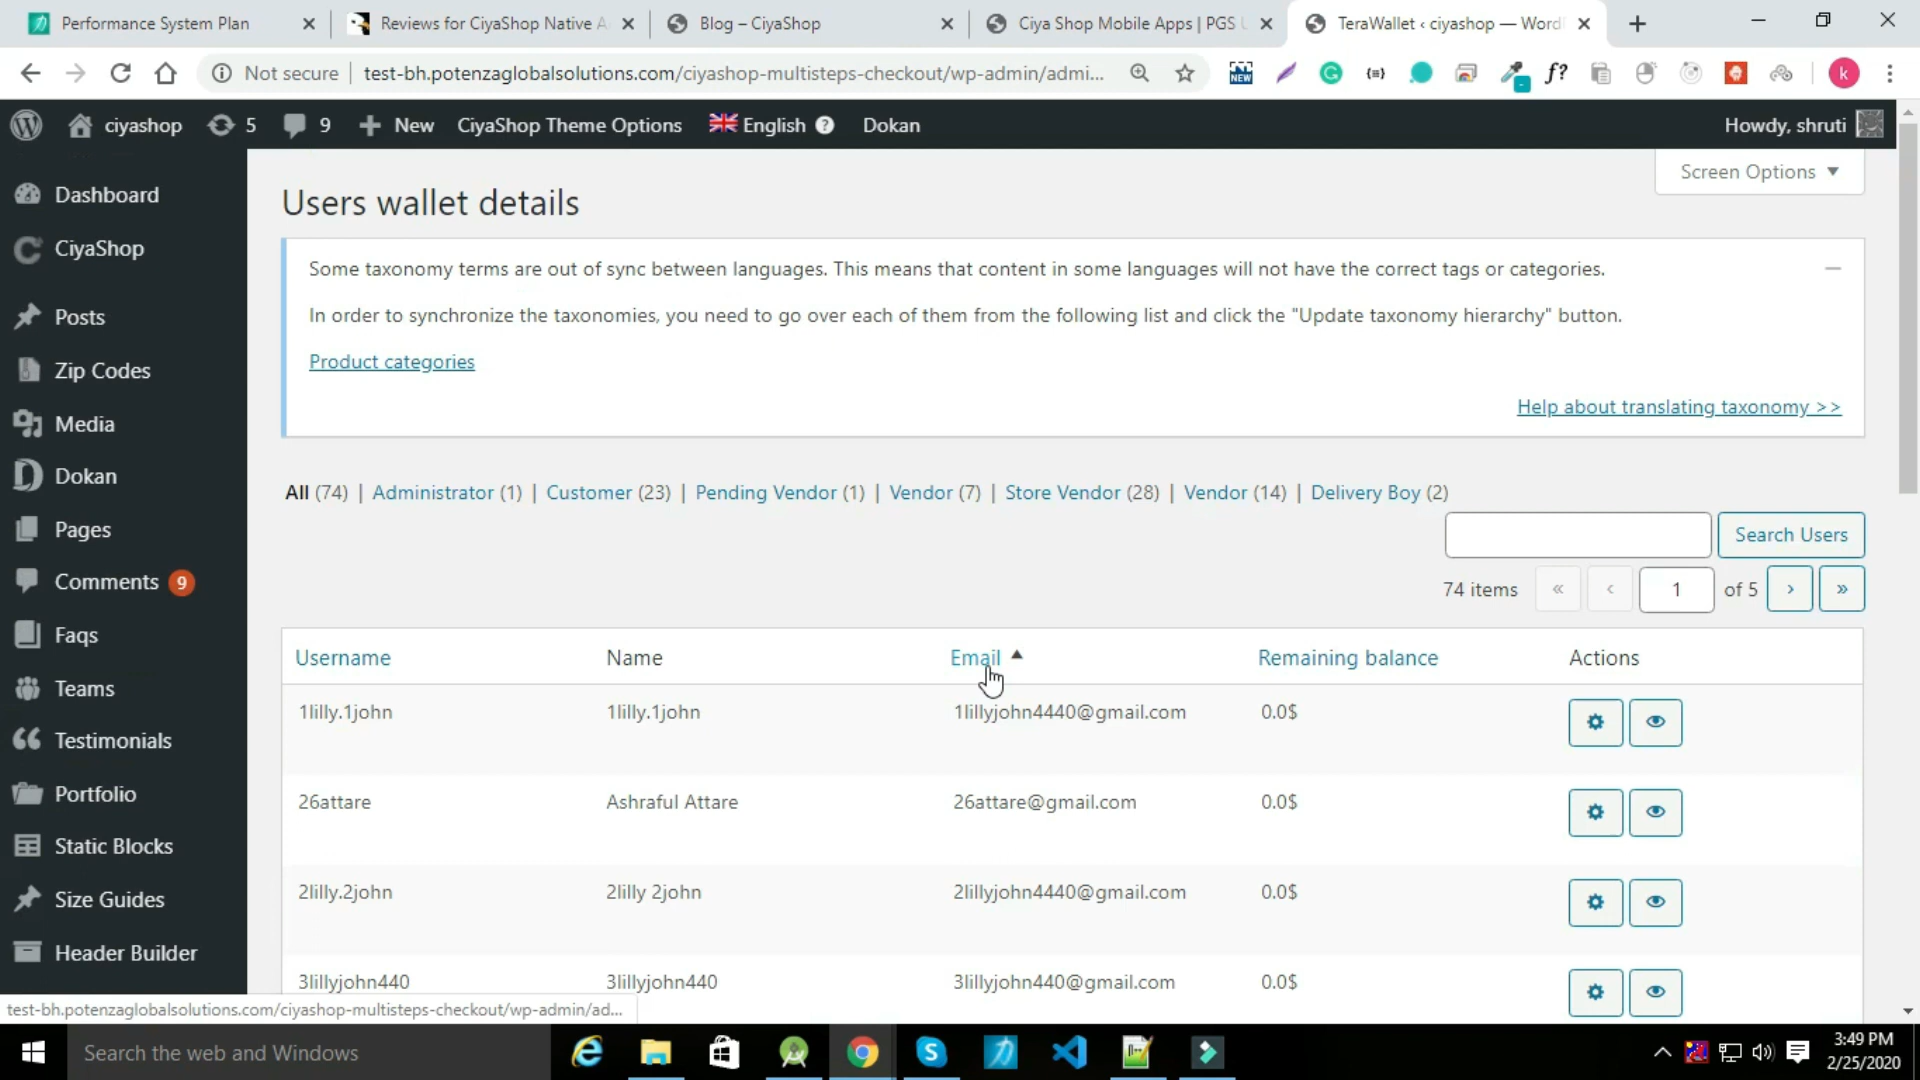 Performance System Plan
Reviews for CiyaShop Native A
Blog – CiyaShop
Ciya Shop Mobile Apps | PGS
TeraWallet ‹ ciyashop — Word
Not secure
test-bh.potenzaglobalsolutions.com/ciyashop-multisteps-checkout/wp-admin/admi...
NEW
f?
k
ciyashop
5
9
New
CiyaShop Theme Options
English
Dokan
Howdy, shruti
Dashboard
CiyaShop
Posts
Zip Codes
Media
Dokan
Pages
Comments 9
Faqs
Teams
Testimonials
Portfolio
Static Blocks
Size Guides
Header Builder
Screen Options
Users wallet details
Some taxonomy terms are out of sync between languages. This means that content in some languages will not have the correct tags or categories.
In order to synchronize the taxonomies, you need to go over each of them from the following list and click the "Update taxonomy hierarchy" button.
Product categories
Help about translating taxonomy >>
All (74) | Administrator (1) | Customer (23) | Pending Vendor (1) | Vendor (7) | Store Vendor (28) | Vendor (14) | Delivery Boy (2)
Search Users
74 items « ‹ 1 of 5 › »
Username Name Email Remaining balance Actions
1lilly.1john 1lilly.1john 1lillyjohn4440@gmail.com 0.0$
26attare Ashraful Attare 26attare@gmail.com 0.0$
2lilly.2john 2lilly 2john 2lillyjohn4440@gmail.com 0.0$
3lillyjohn440 3lillyjohn440 3lillyjohn440@gmail.com 0.0$
test-bh.potenzaglobalsolutions.com/ciyashop-multisteps-checkout/wp-admin/ad...
Search the web and Windows
3:49 PM
2/25/2020